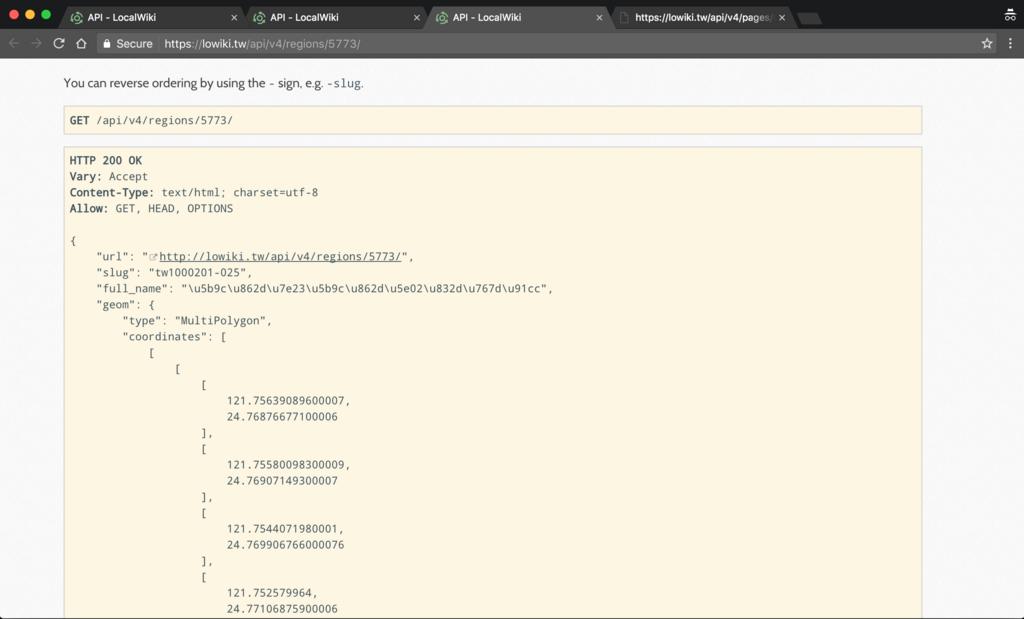 API - LocalWiki
API - LocalWiki
API - LocalWiki
https://lowiki.tw/api/v4/pages/
Secure https://lowiki.tw/api/v4/regions/5773/
You can reverse ordering by using the - sign, e.g. -slug.
GET /api/v4/regions/5773/
HTTP 200 OK
Vary: Accept
Content-Type: text/html; charset=utf-8
Allow: GET, HEAD, OPTIONS
{
"url": "http://lowiki.tw/api/v4/regions/5773/",
"slug": "tw1000201-025",
"full_name": "\u5b9c\u862d\u7e23\u5b9c\u862d\u5e02\u832d\u767d\u91cc",
"geom": {
"type": "MultiPolygon",
"coordinates": [
[
[
[
121.75639089600007,
24.76876677100006
],
[
121.75580098300009,
24.76907149300007
],
[
121.7544071980001,
24.769906766000076
],
[
121.752579964,
24.77106875900006